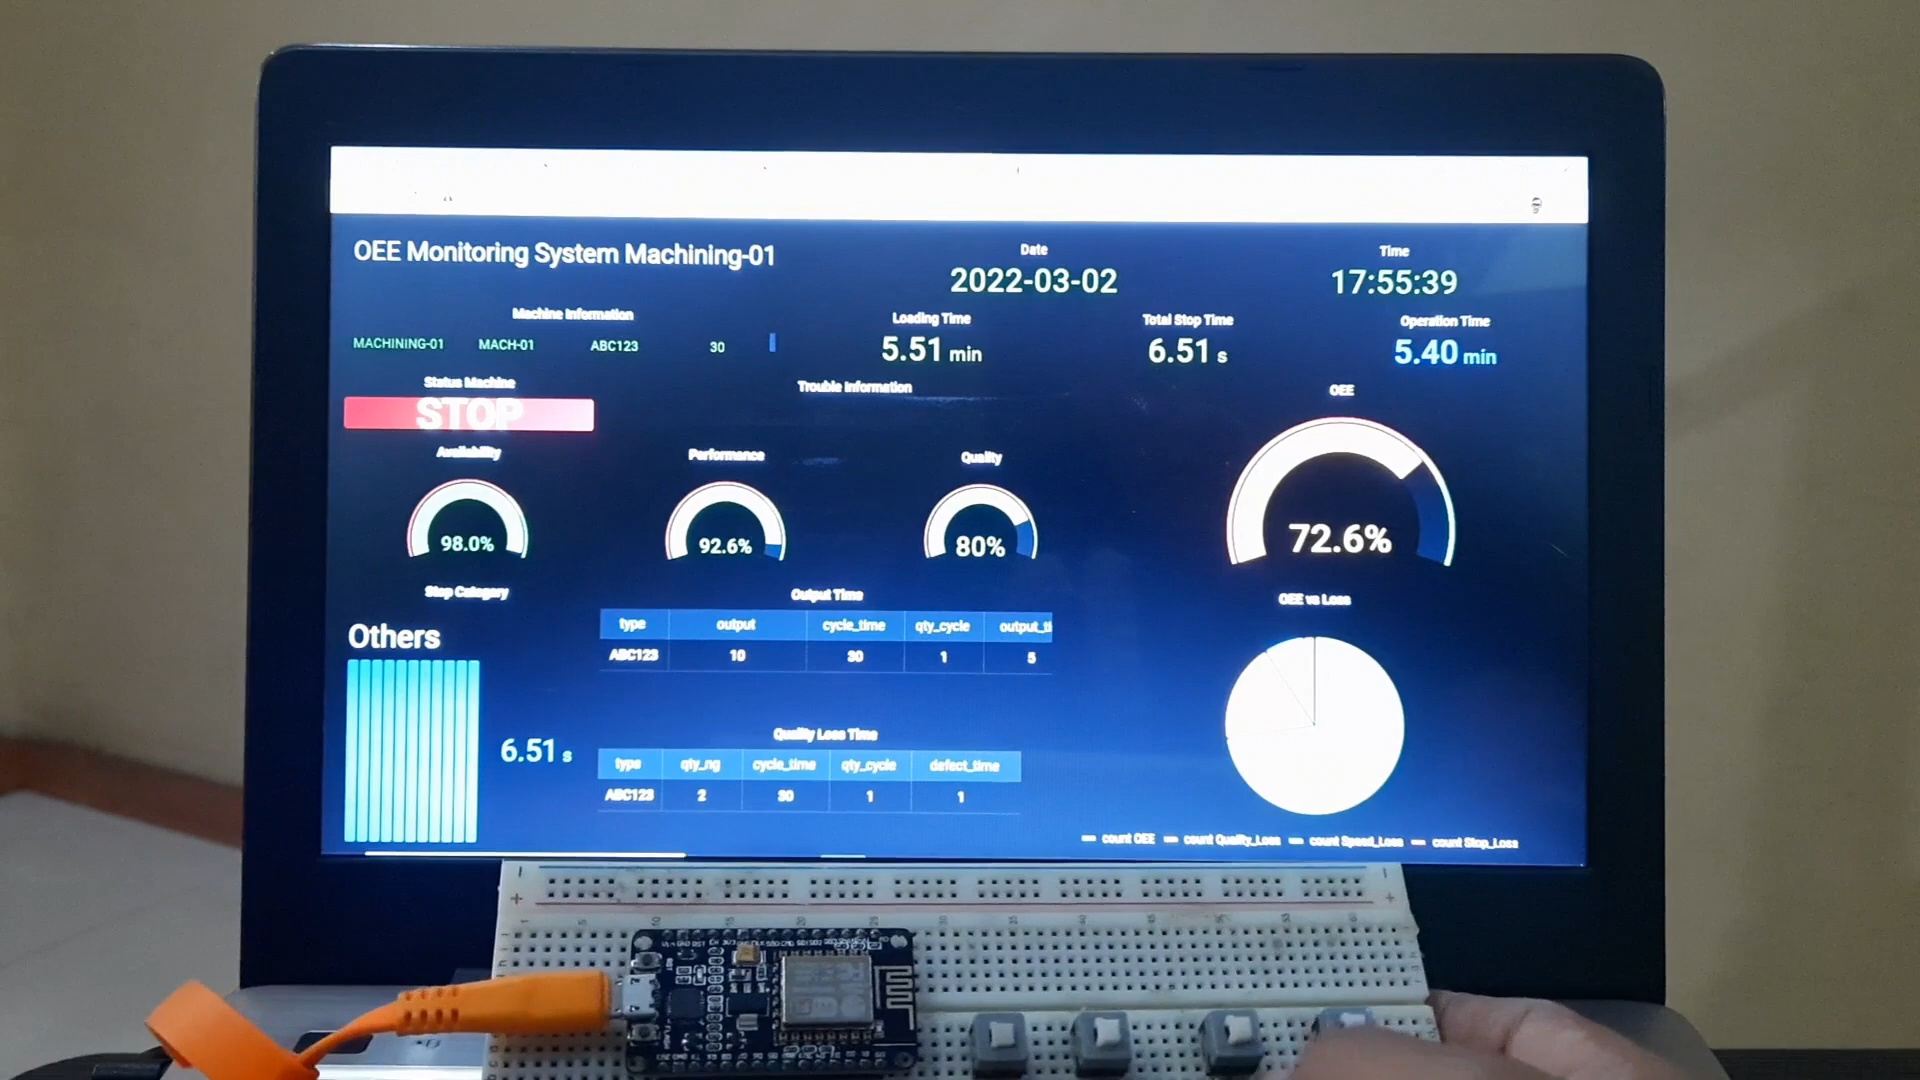 OEE Monitoring System Machining-01
Date
2022-03-02
Time
17:55:39
Machine Information
MACHINING-01 MACH-01 ABC123 30
Loading Time
5.51 min
Total Stop Time
6.51 s
Operation Time
5.40 min
Status Machine
STOP
Trouble Information
OEE
72.6%
Availability
98.0%
Performance
92.6%
Quality
80%
Stop Category
Others
6.51 s
Output Time
type output cycle_time qty_cycle output_ti
ABC123 10 30 1 5
Quality Loss Time
type qty_ng cycle_time qty_cycle defect_time
ABC123 2 30 1 1
OEE vs Loss
count OEE count Quality_Loss count Speed_Loss count Stop_Loss